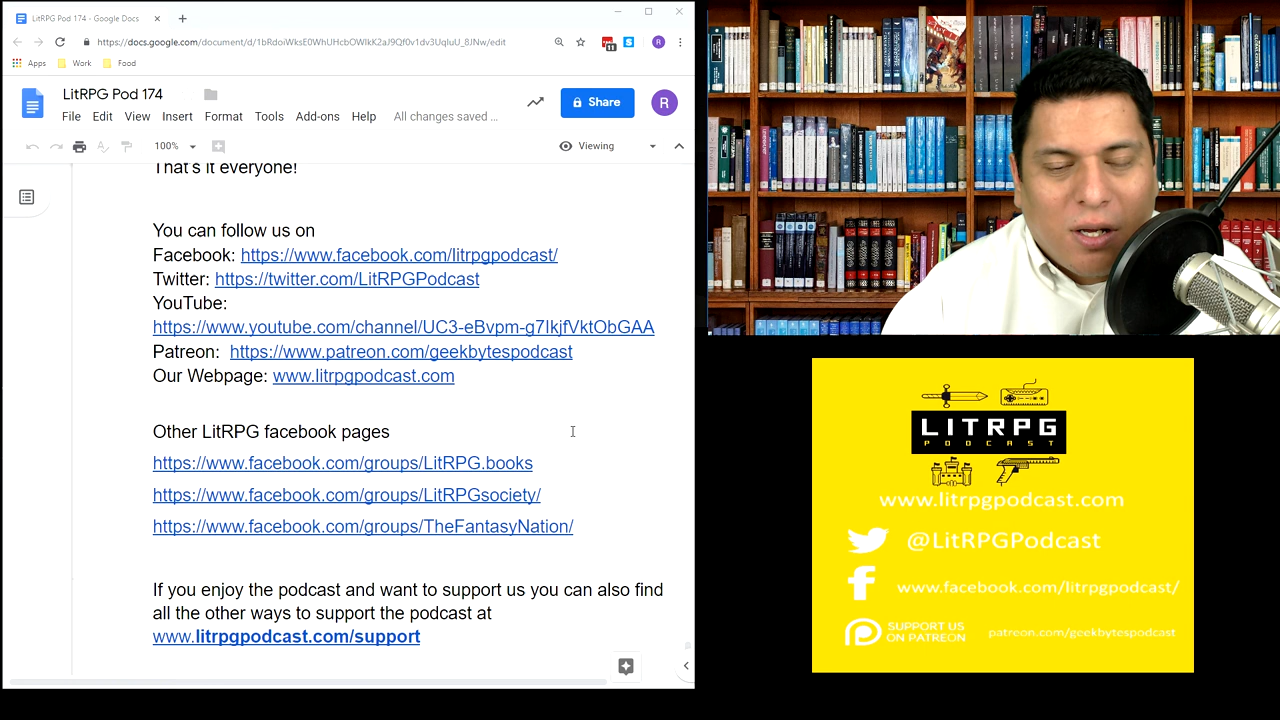 LitRPG Pod 174 - Google Docs
https://docs.google.com/document/d/1bRdoiWksE0WhUHcbOWlkK2aJ9Qf0v1dv3UqIuU_8JNw/edit
R
Apps
Work
Food
LitRPG Pod 174
File Edit View Insert Format Tools Add-ons Help All changes saved ...
Share
R
100%
Viewing
That's it everyone!
You can follow us on
Facebook: https://www.facebook.com/litrpgpodcast/
Twitter: https://twitter.com/LitRPGPodcast
YouTube:
https://www.youtube.com/channel/UC3-eBvpm-g7IkjfVktObGAA
Patreon: https://www.patreon.com/geekbytespodcast
Our Webpage: www.litrpgpodcast.com
Other LitRPG facebook pages
https://www.facebook.com/groups/LitRPG.books
https://www.facebook.com/groups/LitRPGsociety/
https://www.facebook.com/groups/TheFantasyNation/
If you enjoy the podcast and want to support us you can also find
all the other ways to support the podcast at
www.litrpgpodcast.com/support
LITRPG
PODCAST
www.litrpgpodcast.com
@LitRPGPodcast
www.facebook.com/litrpgpodcast/
SUPPORT US
ON PATREON
patreon.com/geekbytespodcast